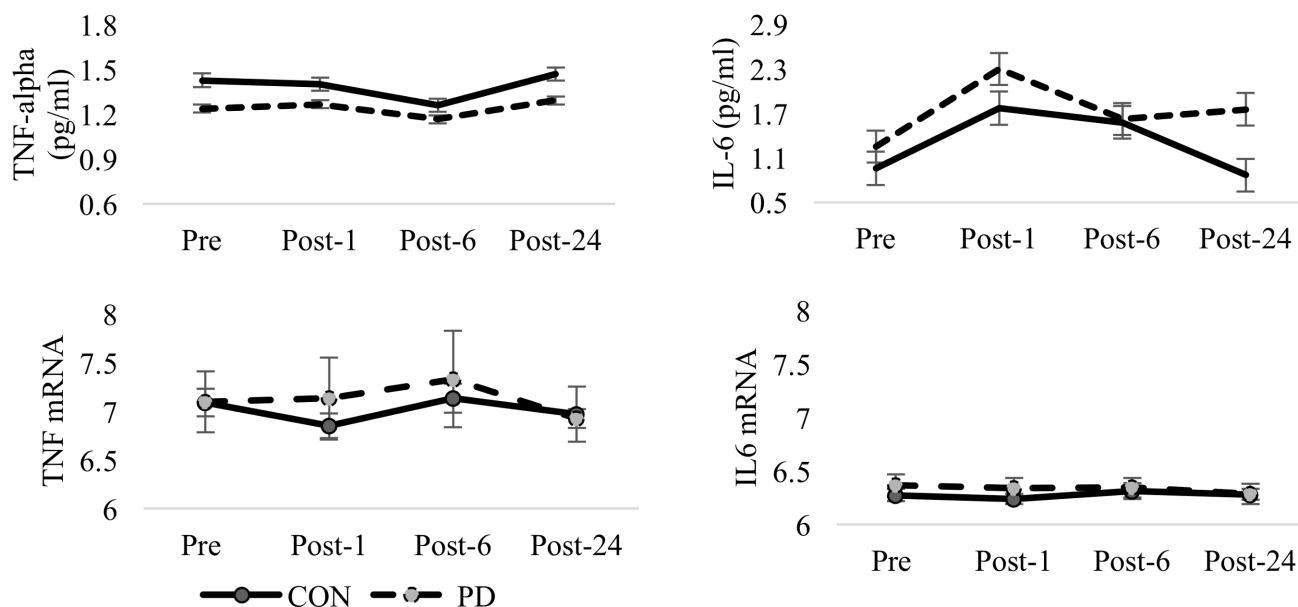 TNF-alpha
(pg/ml)
1.8
1.5
1.2
0.9
0.6
Pre Post-1 Post-6 Post-24
IL-6 (pg/ml)
2.9
2.3
1.7
1.1
0.5
Pre Post-1 Post-6 Post-24
TNF mRNA
8
7.5
7
6.5
6
Pre Post-1 Post-6 Post-24
IL6 mRNA
8
7.5
7
6.5
6
Pre Post-1 Post-6 Post-24
CON PD